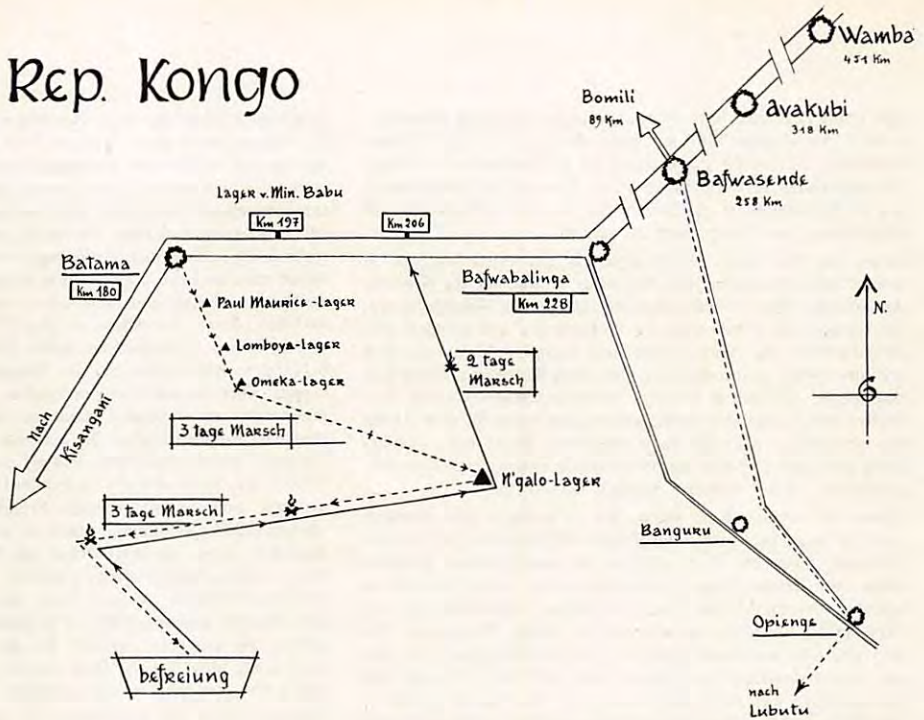 Rep. Kongo
Wamba
451 Km
Avakubi
318 Km
Bomili
89 Km
Bafwasende
258 Km
Lager v. Min. Babu
Km 197
Km 206
Batama
Km 180
Bafwabalinga
Km 228
N.
Paul Maurice-lager
Lomboya-lager
Omeka-lager
2 tage
Marsch
3 tage Marsch
nach
Kisangani
N'galo-lager
3 tage Marsch
Banguru
Opienge
befreiung
nach
Lubutu